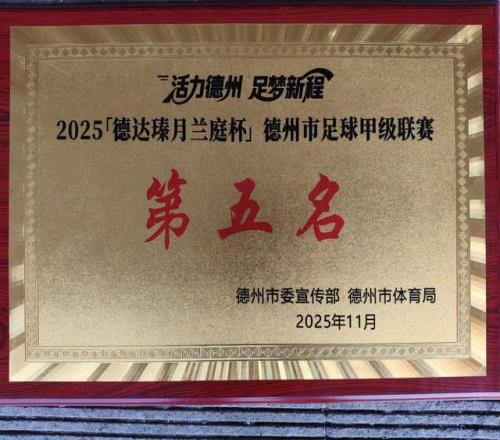 活力德州 足梦新程
2025「德达瑧月兰庭杯」德州市足球甲级联赛
第五名
德州市委宣传部 德州市体育局
2025年11月